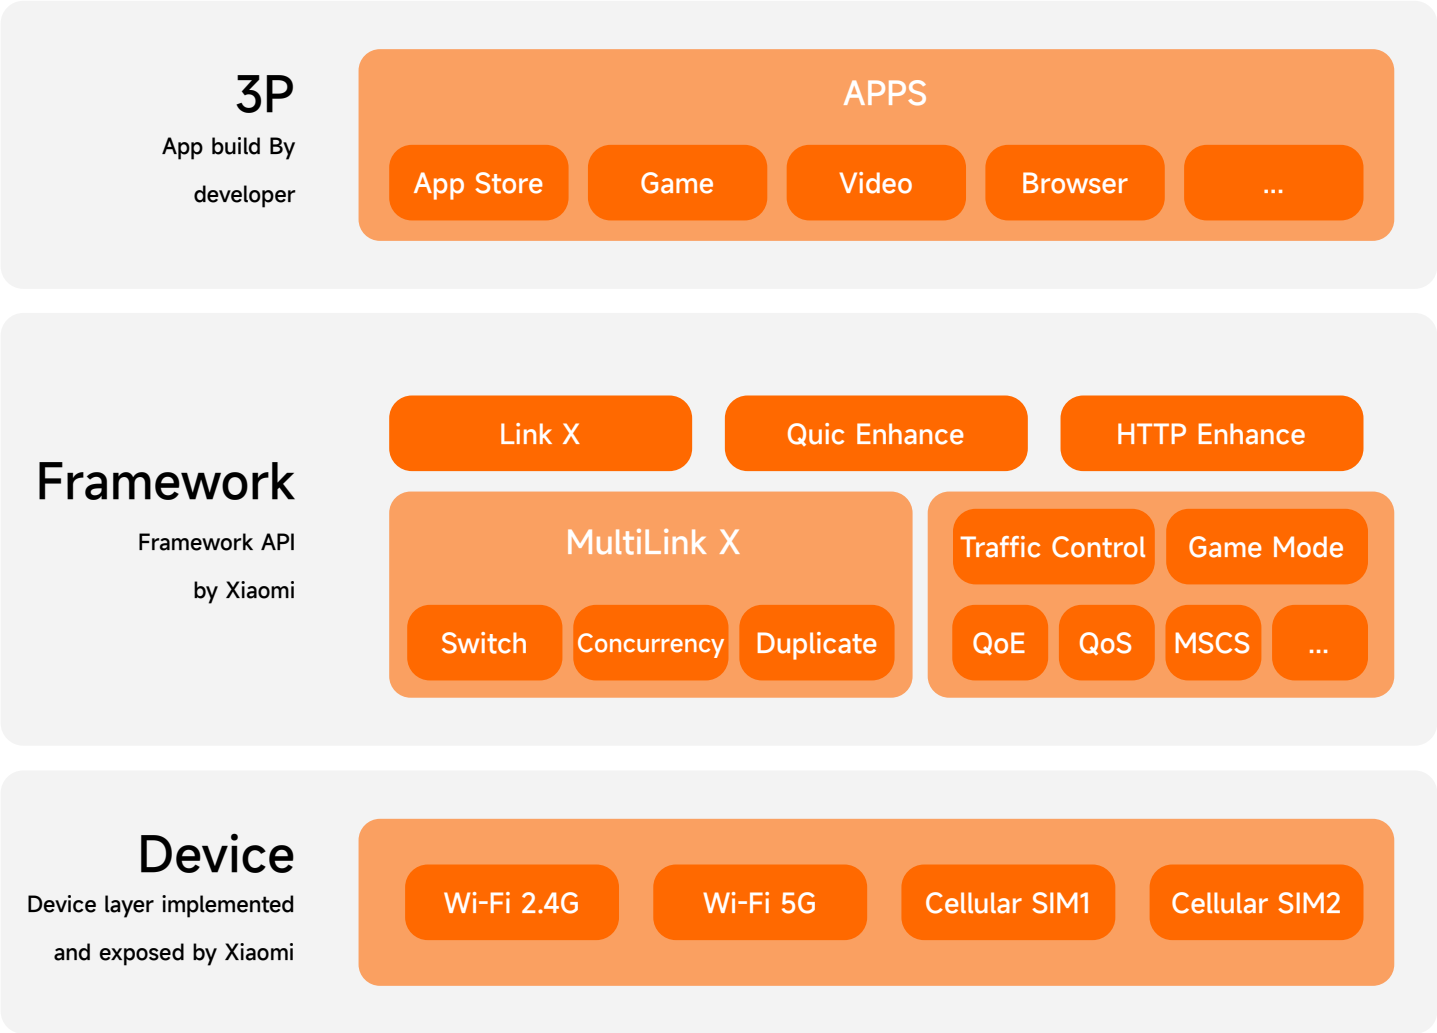 3P
App build By
developer
APPS
App Store
Game
Video
Browser
...
Framework
Framework API
by Xiaomi
Link X
Quic Enhance
HTTP Enhance
MultiLink X
Switch
Concurrency
Duplicate
Traffic Control
Game Mode
QoE
QoS
MSCS
...
Device
Device layer implemented
and exposed by Xiaomi
Wi-Fi 2.4G
Wi-Fi 5G
Cellular SIM1
Cellular SIM2